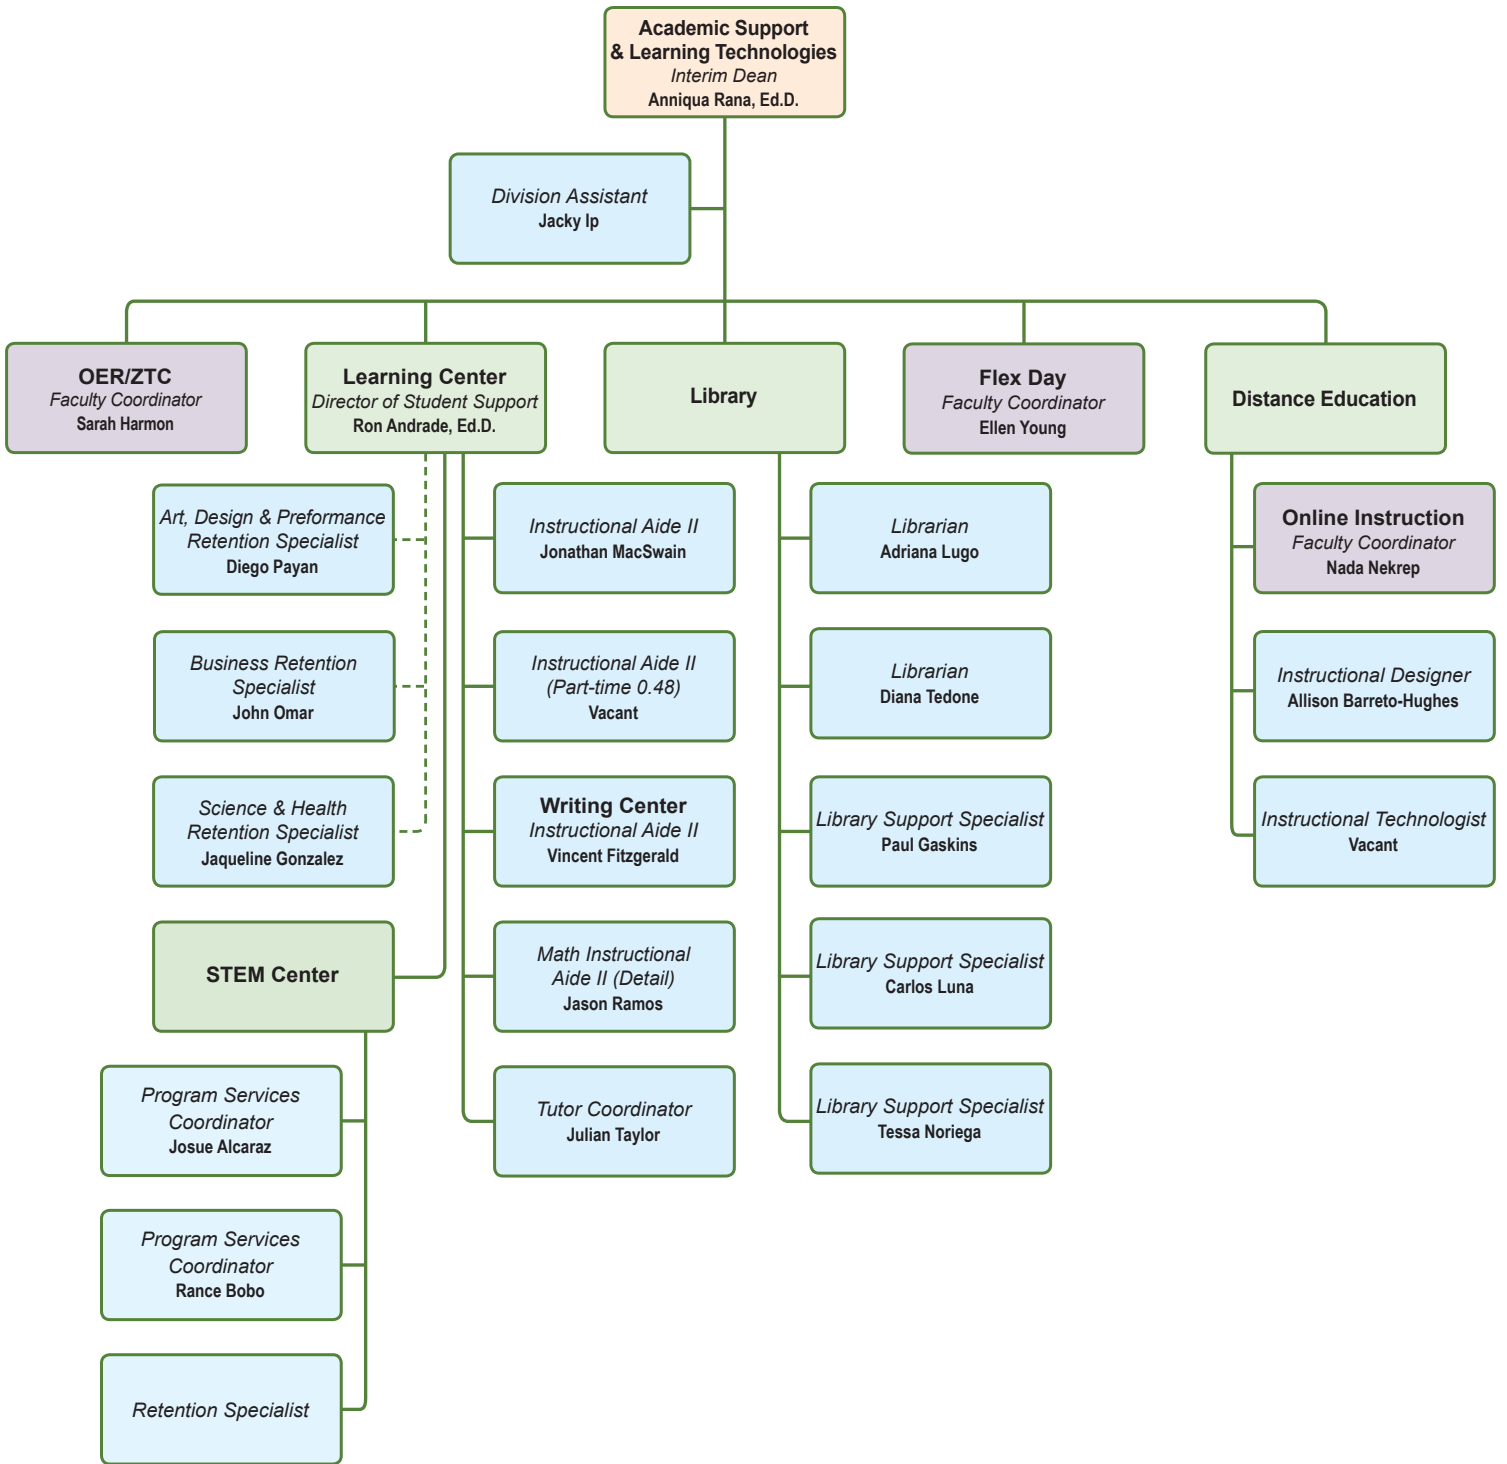 Academic Support
& Learning Technologies
Interim Dean
Anniqua Rana, Ed.D.
Division Assistant
Jacky Ip
OER/ZTC
Faculty Coordinator
Sarah Harmon
Learning Center
Director of Student Support
Ron Andrade, Ed.D.
Library
Flex Day
Faculty Coordinator
Ellen Young
Distance Education
Art, Design & Preformance
Retention Specialist
Diego Payan
Business Retention
Specialist
John Omar
Science & Health
Retention Specialist
Jaqueline Gonzalez
STEM Center
Program Services
Coordinator
Josue Alcaraz
Program Services
Coordinator
Rance Bobo
Retention Specialist
Instructional Aide II
Jonathan MacSwain
Instructional Aide II
(Part-time 0.48)
Vacant
Writing Center
Instructional Aide II
Vincent Fitzgerald
Math Instructional
Aide II (Detail)
Jason Ramos
Tutor Coordinator
Julian Taylor
Librarian
Adriana Lugo
Librarian
Diana Tedone
Library Support Specialist
Paul Gaskins
Library Support Specialist
Carlos Luna
Library Support Specialist
Tessa Noriega
Online Instruction
Faculty Coordinator
Nada Nekrep
Instructional Designer
Allison Barreto-Hughes
Instructional Technologist
Vacant